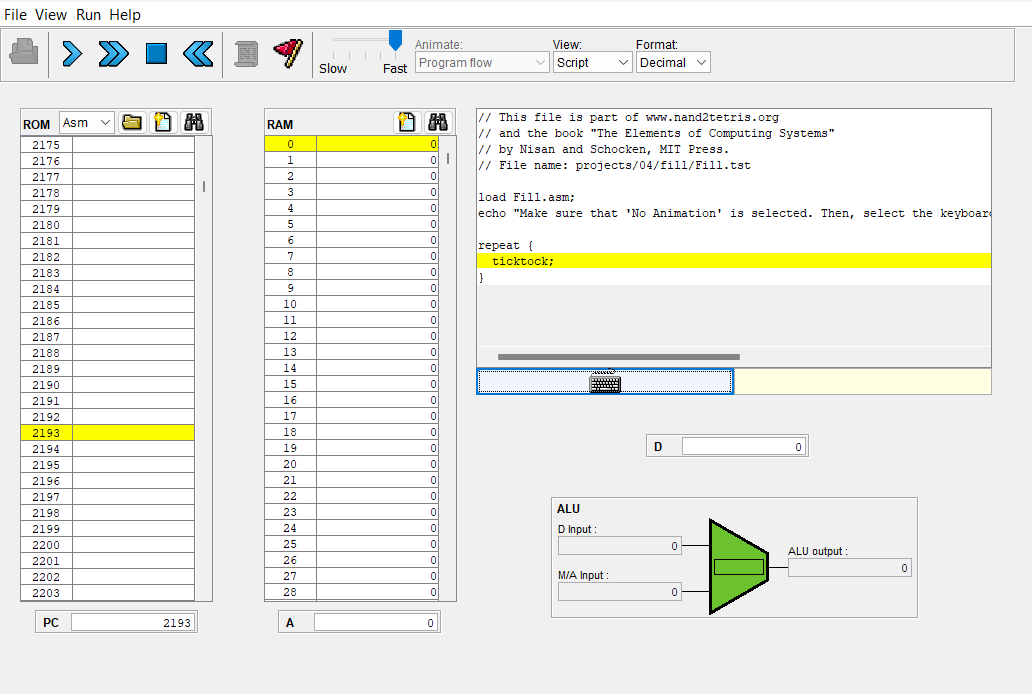 File View Run Help
Slow
Fast
Animate:
Program flow
View:
Script
Format:
Decimal
ROM
Asm
2175
2176
2177
2178
2179
2180
2181
2182
2183
2184
2185
2186
2187
2188
2189
2190
2191
2192
2193
2194
2195
2196
2197
2198
2199
2200
2201
2202
2203
PC
2193
RAM
0 0
1 0
2 0
3 0
4 0
5 0
6 0
7 0
8 0
9 0
10 0
11 0
12 0
13 0
14 0
15 0
16 0
17 0
18 0
19 0
20 0
21 0
22 0
23 0
24 0
25 0
26 0
27 0
28 0
A
0
// This file is part of www.nand2tetris.org
// and the book "The Elements of Computing Systems"
// by Nisan and Schocken, MIT Press.
// File name: projects/04/fill/Fill.tst
load Fill.asm;
echo "Make sure that 'No Animation' is selected. Then, select the keyboar
repeat {
ticktock;
}
D
0
ALU
D Input :
0
M/A Input :
0
ALU output :
0